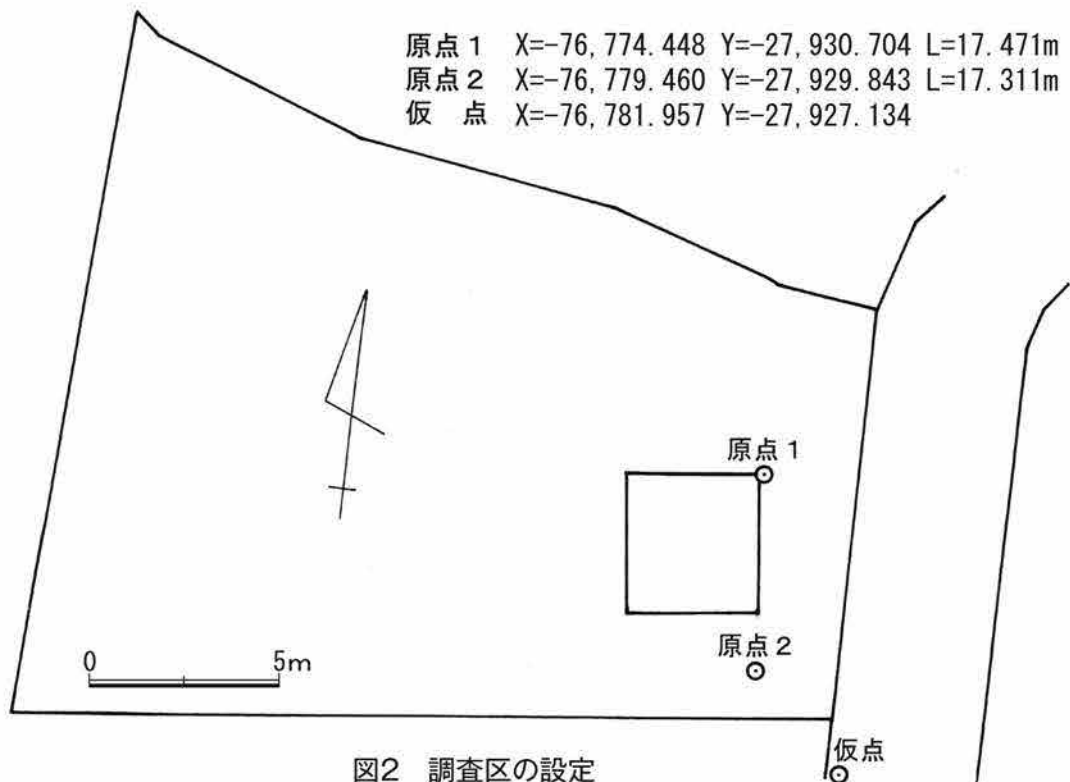 原点1 X=-76,774.448 Y=-27,930.704 L=17.471m
原点2 X=-76,779.460 Y=-27,929.843 L=17.311m
仮 点 X=-76,781.957 Y=-27,927.134
原点1
原点2
0 5m
仮点
図2 調査区の設定